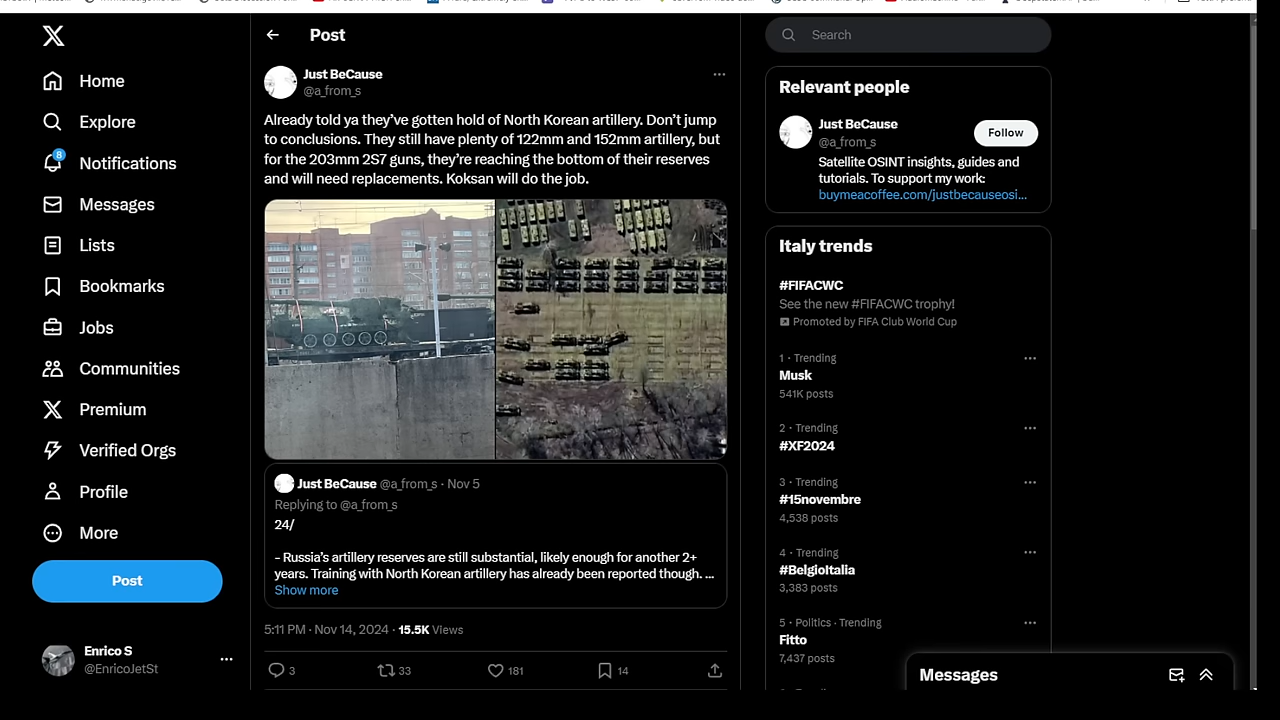 Post
Search
Just BeCause
@a_from_s
Home
Explore
8
Notifications
Messages
Lists
Bookmarks
Jobs
Communities
Premium
Verified Orgs
Profile
More
Post
Enrico S
@EnricoJetSt
Already told ya they've gotten hold of North Korean artillery. Don't jump
to conclusions. They still have plenty of 122mm and 152mm artillery, but
for the 203mm 2S7 guns, they're reaching the bottom of their reserves
and will need replacements. Koksan will do the job.
Just BeCause @a_from_s · Nov 5
Replying to @a_from_s
24/
- Russia's artillery reserves are still substantial, likely enough for another 2+
years. Training with North Korean artillery has already been reported though. ...
Show more
5:11 PM · Nov 14, 2024 · 15.5K Views
3 33 181 14
Relevant people
Just BeCause
@a_from_s
Follow
Satellite OSINT insights, guides and
tutorials. To support my work:
buymeacoffee.com/justbecauseosi...
Italy trends
#FIFACWC
See the new #FIFACWC trophy!
Promoted by FIFA Club World Cup
1 · Trending
Musk
541K posts
2 · Trending
#XF2024
3 · Trending
#15novembre
4,538 posts
4 · Trending
#BelgioItalia
3,383 posts
5 · Politics · Trending
Fitto
7,437 posts
Messages